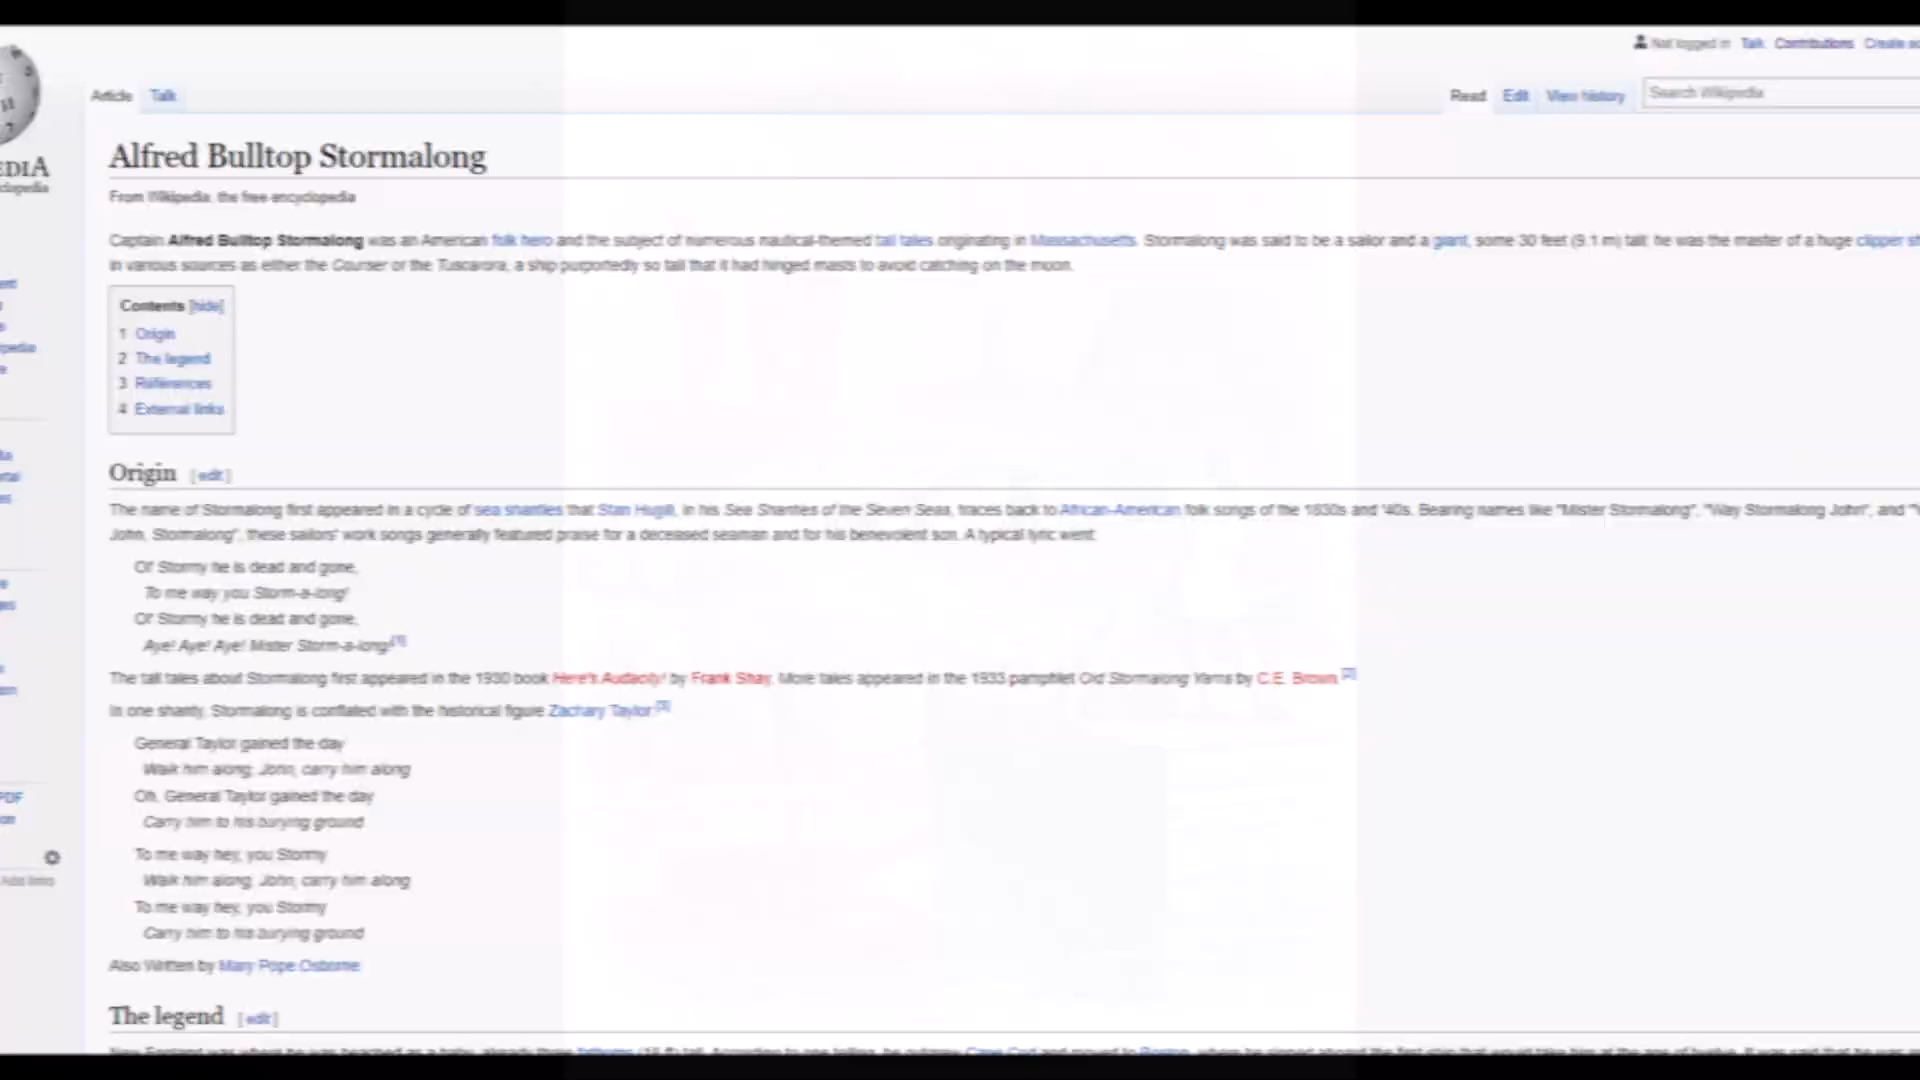 Not logged in Talk Contributions Create
EDIA
Article Talk Read Edit View history Search Wikipedia
Alfred Bulltop Stormalong
From Wikipedia, the free encyclopedia
Captain Alfred Bulltop Stormalong was an American folk hero and the subject of numerous nautical-themed tall tales originating in Massachusetts. Stormalong was said to be a sailor and a giant, some 30 feet (9.1 m) tall; he was the master of a huge clipper
in various sources as either the Courser or the Tuscarora, a ship purportedly so tall that it had hinged masts to avoid catching on the moon.
Contents [hide]
1 Origin
2 The legend
3 References
4 External links
Origin [edit]
The name of Stormalong first appeared in a cycle of sea shanties that Stan Hugill, in his Sea Shanties of the Seven Seas, traces back to African-American folk songs of the 1830s and '40s. Bearing names like "Mister Stormalong", "Way Stormalong John", and
John, Stormalong", these sailors' work songs generally featured praise for a deceased seaman and for his benevolent son. A typical lyric went:
Ol' Stormy he is dead and gone,
To me way you Storm-a-long!
Ol' Stormy he is dead and gone,
Aye! Aye! Aye! Mister Storm-a-long![1]
The tall tales about Stormalong first appeared in the 1930 book Here's Audacity! by Frank Shay. More tales appeared in the 1933 pamphlet Old Stormalong Yarns by C.E. Brown.[2]
In one shanty, Stormalong is conflated with the historical figure Zachary Taylor:[3]
General Taylor gained the day
Walk him along, John, carry him along
Oh, General Taylor gained the day
Carry him to his burying ground
To me way hey, you Stormy
Walk him along, John, carry him along
To me way hey, you Stormy
Carry him to his burying ground
Also Written by Mary Pope Osborne
PDF
Add links
The legend [edit]